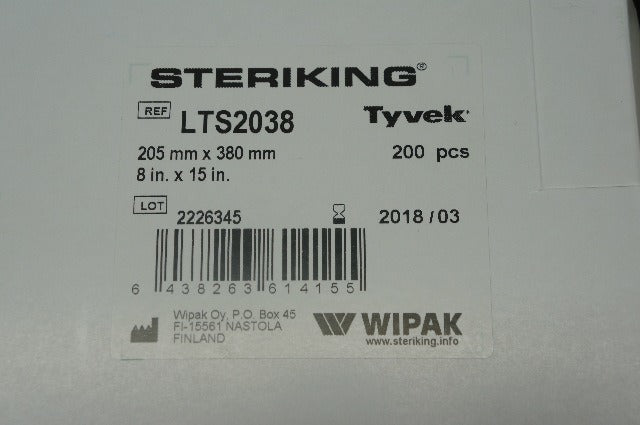 STERIKING®
REF LTS2038 Tyvek®
205 mm x 380 mm 200 pcs
8 in. x 15 in.
LOT 2226345 2018/03
6 438263 614155
Wipak Oy, P.O. Box 45
FI-15561 NASTOLA
FINLAND
WIPAK
www.steriking.info